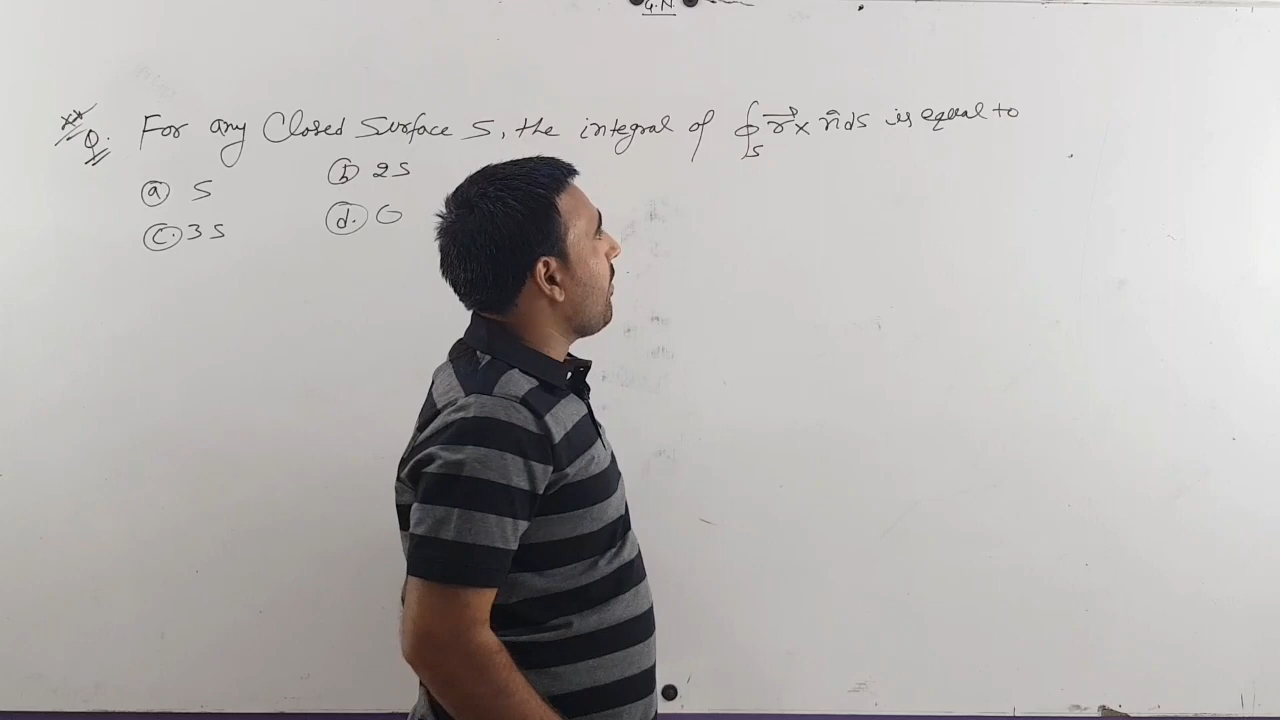 G.N.
** Q. For any Closed Surface S, the integral of ∮ₛ r⃗ × n̂ ds is equal to
(a) S (b) 2S
(c.) 3S (d.) 0